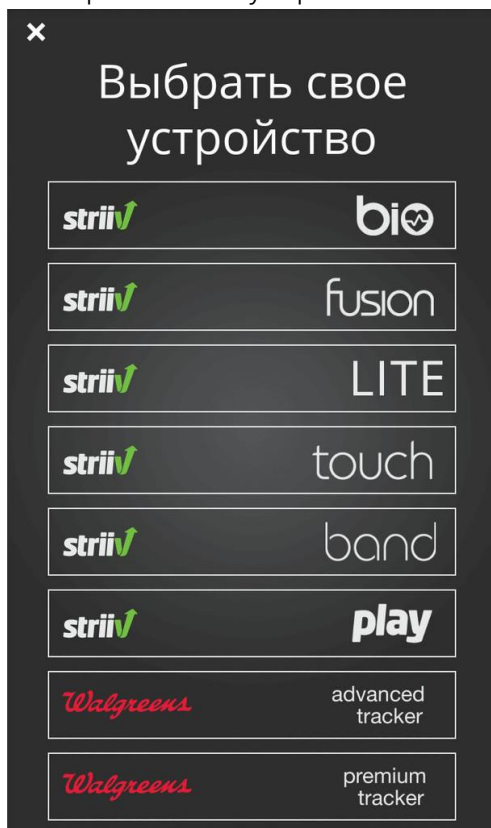 ×
Выбрать свое
устройство
striiv bio
striiv fusion
striiv LITE
striiv touch
striiv band
striiv play
Walgreens advanced
tracker
Walgreens premium
tracker